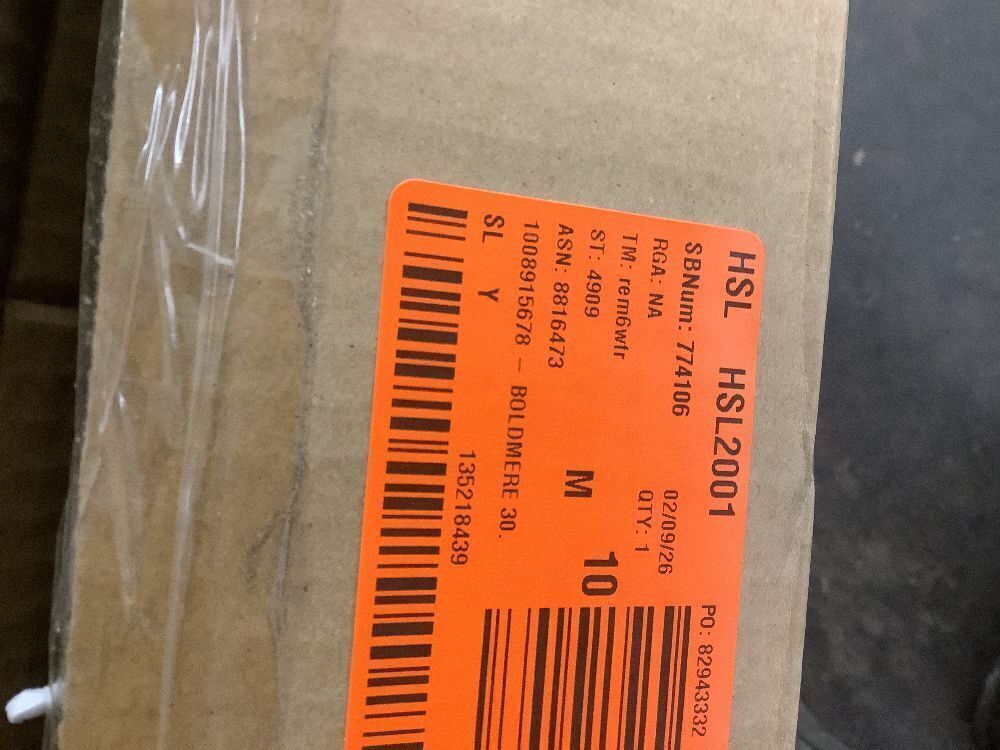 HSL HSL2001
SBNum: 774106
PO: 82943332
RGA: NA
02/09/26
TM: rem6wfr
QTY: 1
ST: 4909
10
ASN: 8816473
M
1008915678 - BOLDMERE 30.
SL Y
135218439